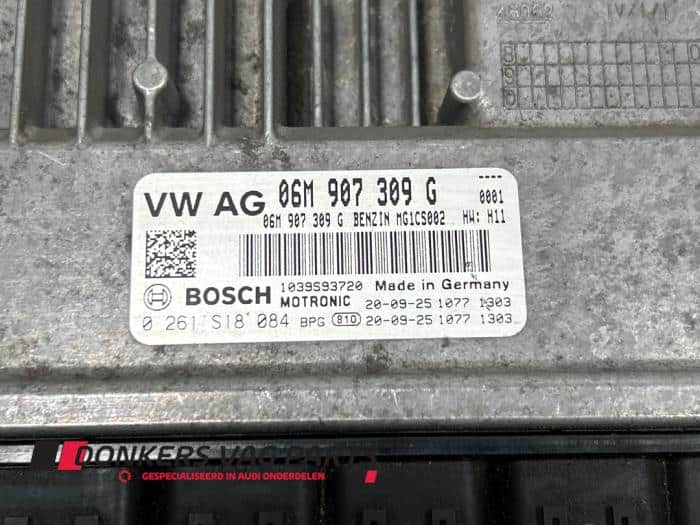 VW AG 06M 907 309 G 0001
06M 907 309 G BENZIN MG1CS002 HW: H11
BOSCH 1039S93720 Made in Germany
MOTRONIC 20-09-25 1077 1303
0 261 S18 084 BPG 810 20-09-25 1077 1303
DONKERS VAG PARTS
GESPECIALISEERD IN AUDI ONDERDELEN